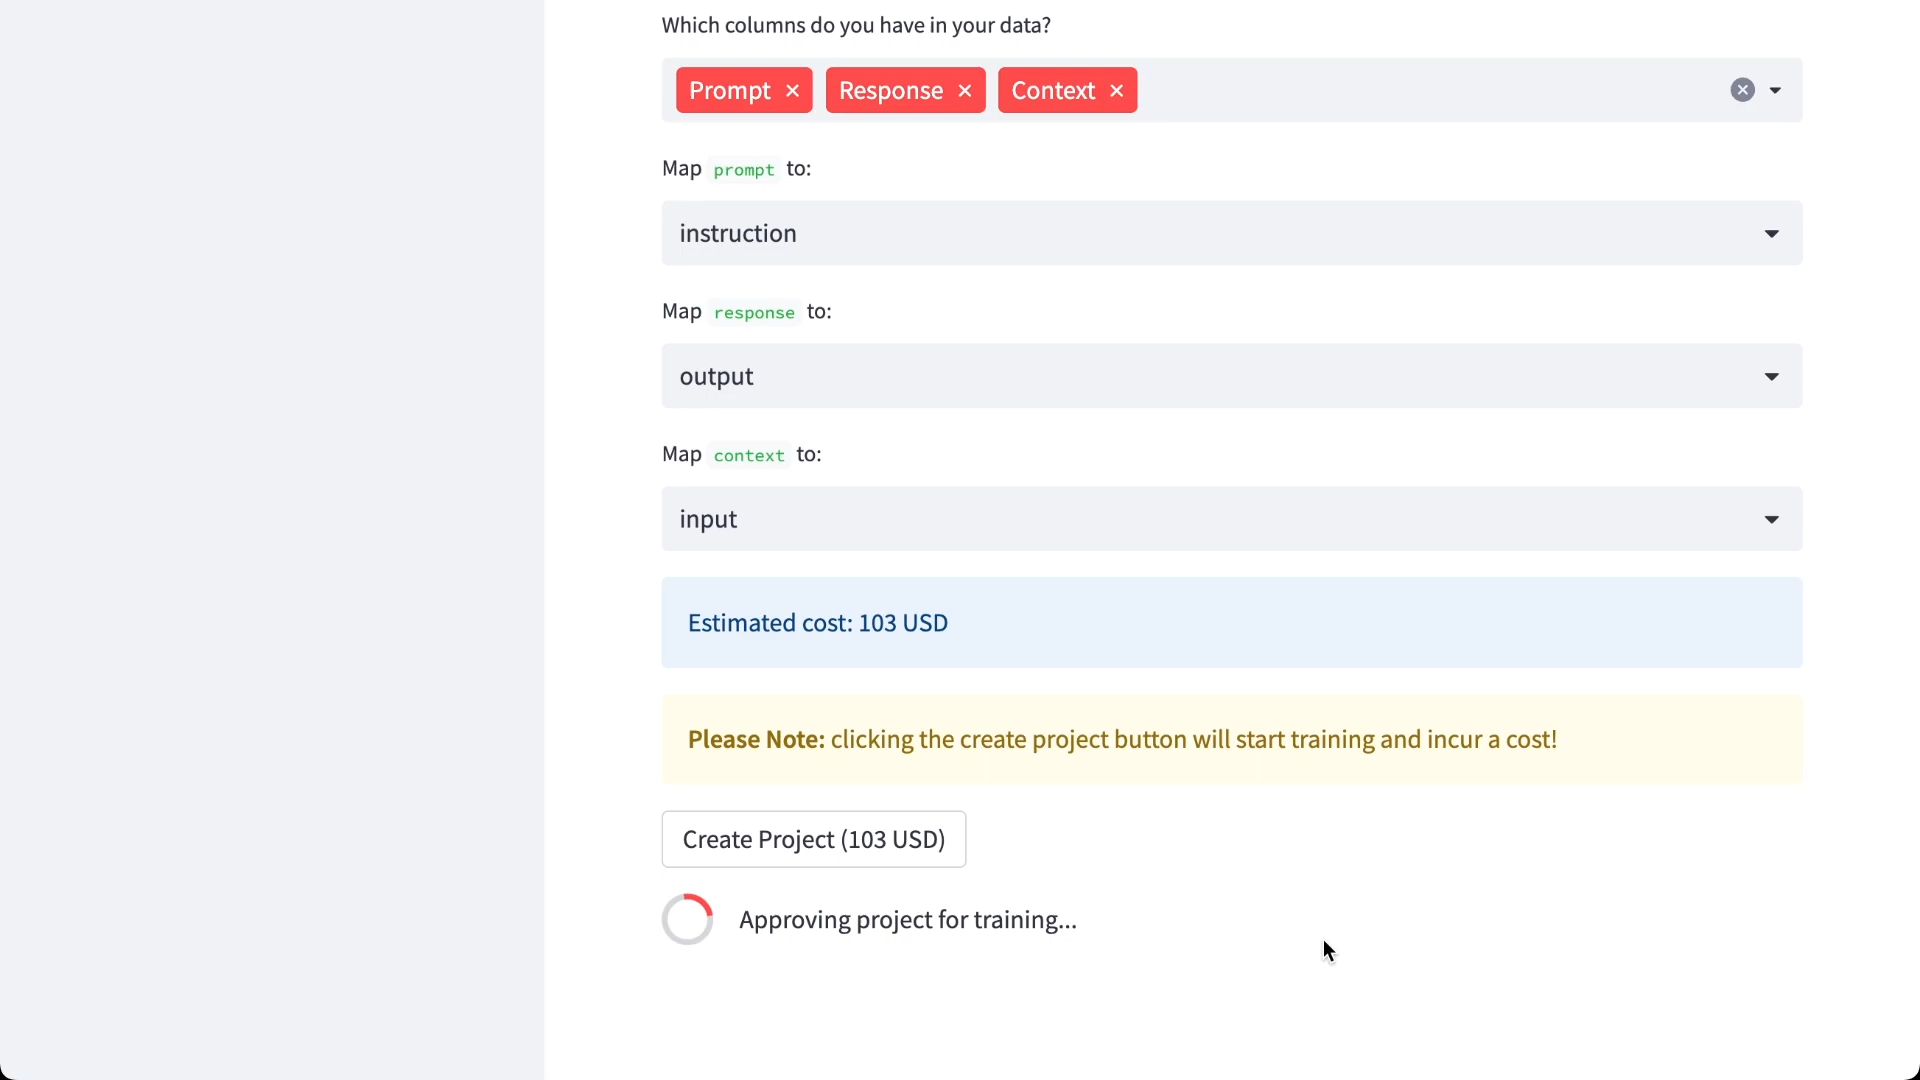 Which columns do you have in your data?
Prompt × Response × Context ×
Map prompt to:
instruction
Map response to:
output
Map context to:
input
Estimated cost: 103 USD
Please Note: clicking the create project button will start training and incur a cost!
Create Project (103 USD)
Approving project for training...